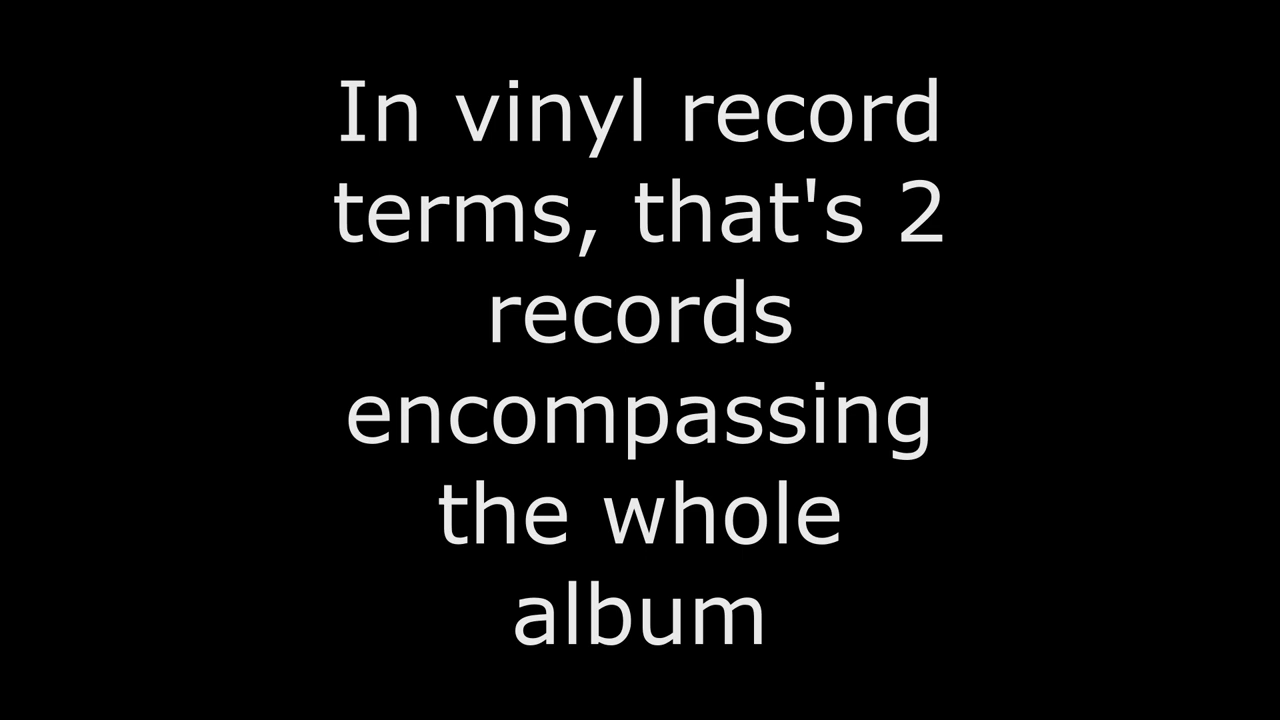 In vinyl record
terms, that's 2
records
encompassing
the whole
album